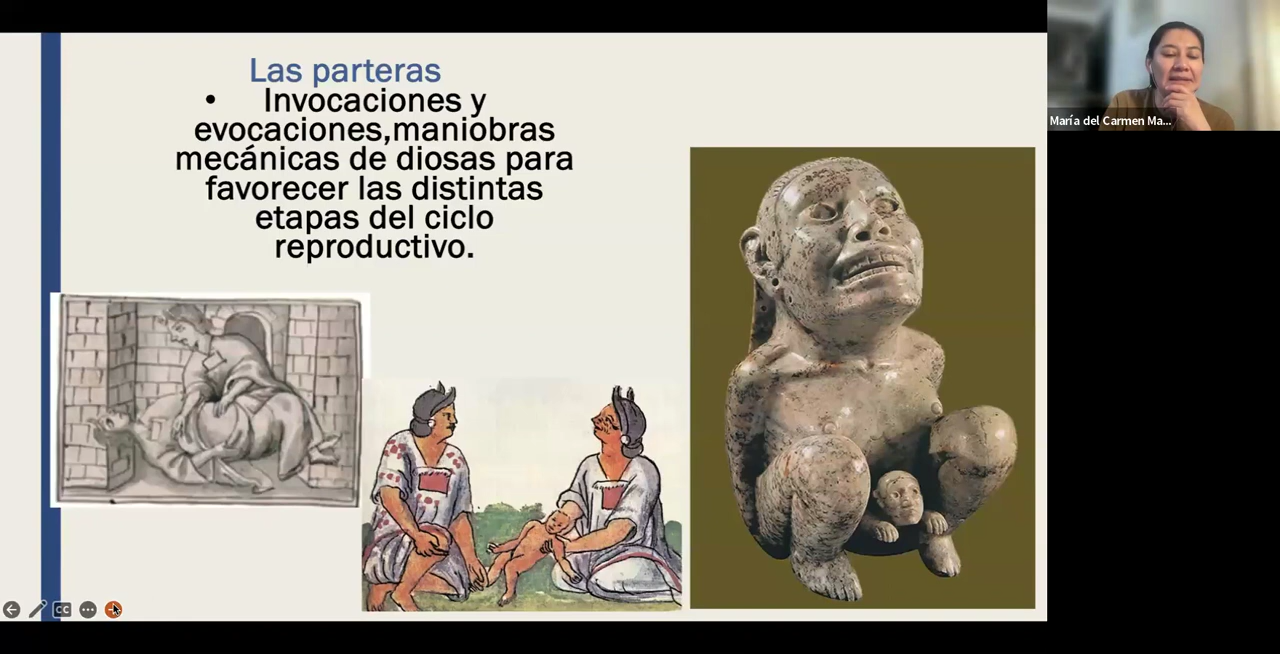 Las parteras
• Invocaciones y
evocaciones,maniobras
mecánicas de diosas para
favorecer las distintas
etapas del ciclo
reproductivo.
María del Carmen Ma...
CC